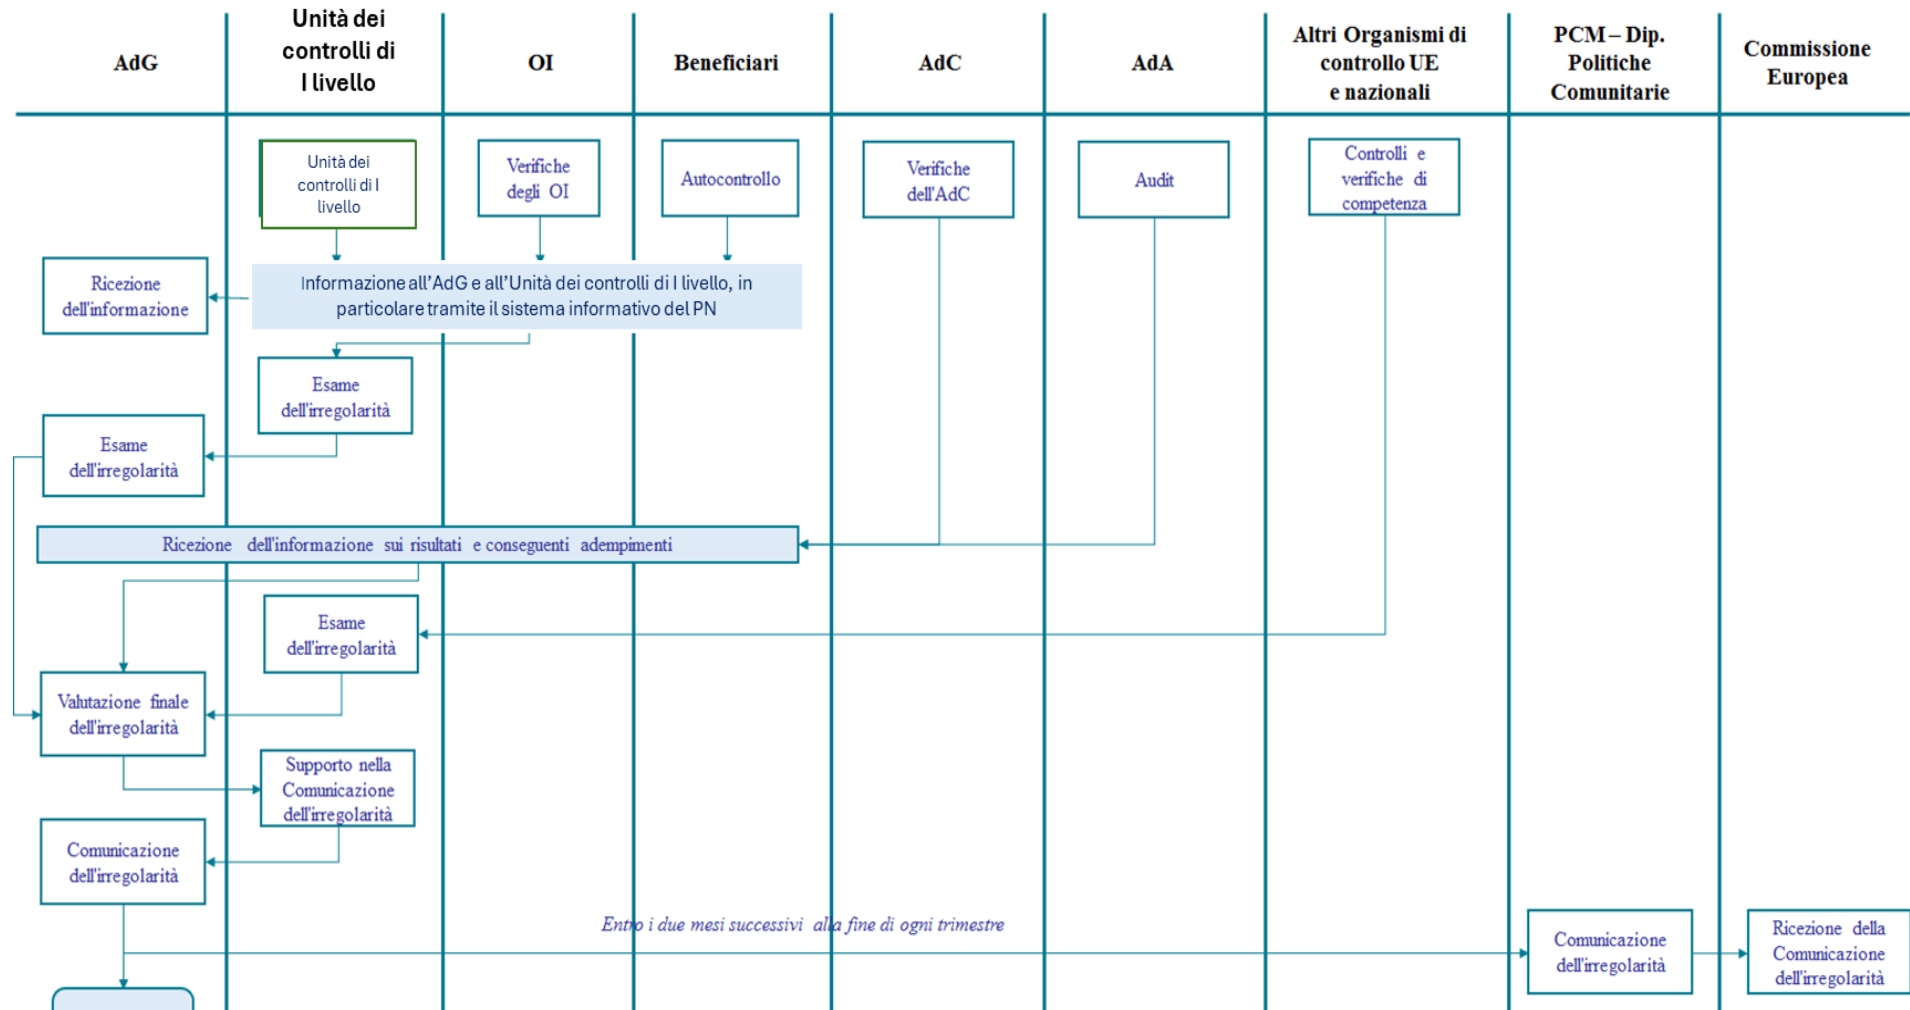 AdG
Unità dei
controlli di
I livello
OI
Beneficiari
AdC
AdA
Altri Organismi di
controllo UE
e nazionali
PCM – Dip.
Politiche
Comunitarie
Commissione
Europea
Unità dei
controlli di I
livello
Verifiche
degli OI
Autocontrollo
Verifiche
dell'AdC
Audit
Controlli e
verifiche di
competenza
Ricezione
dell'informazione
Informazione all'AdG e all'Unità dei controlli di I livello, in
particolare tramite il sistema informativo del PN
Esame
dell'irregolarità
Esame
dell'irregolarità
Ricezione dell'informazione sui risultati e conseguenti adempimenti
Esame
dell'irregolarità
Valutazione finale
dell'irregolarità
Supporto nella
Comunicazione
dell'irregolarità
Comunicazione
dell'irregolarità
Entro i due mesi successivi alla fine di ogni trimestre
Comunicazione
dell'irregolarità
Ricezione della
Comunicazione
dell'irregolarità